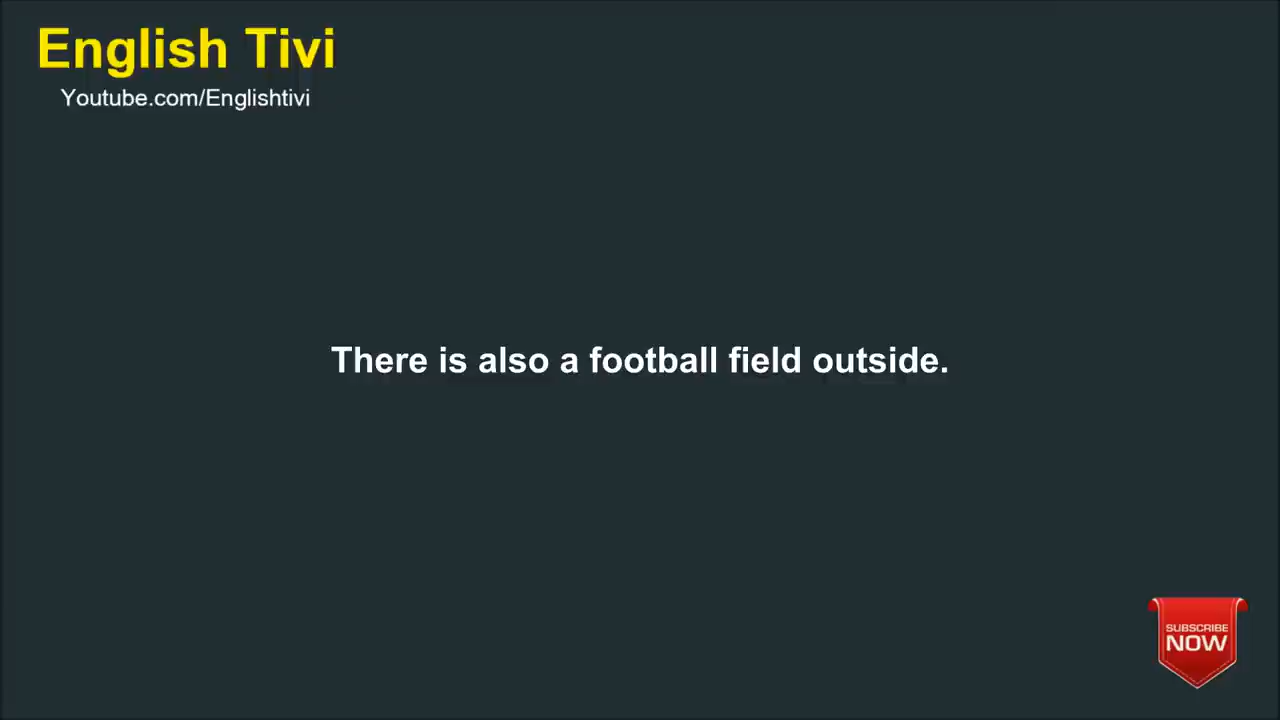 English Tivi
Youtube.com/Englishtivi
There is also a football field outside.
SUBSCRIBE
NOW